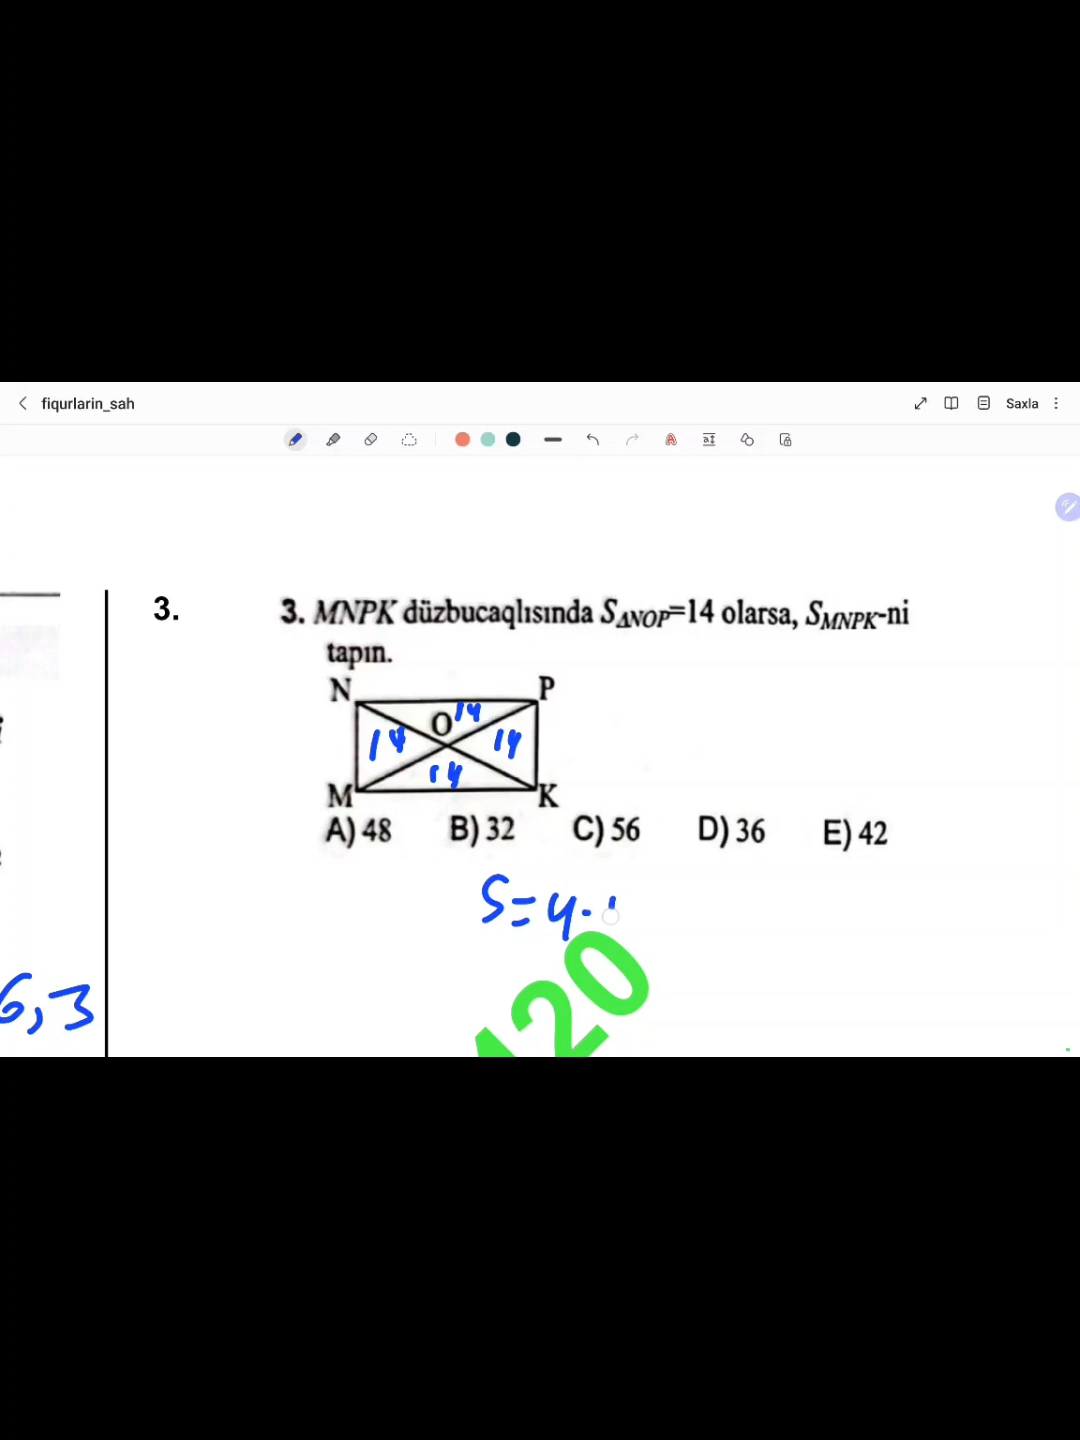 fiqurlarin_sah
Saxla
3.
3. MNPK düzbucaqlısında S∆NOP=14 olarsa, SMNPK-ni
tapın.
N
P
O
14
14
14
14
M
K
A) 48 B) 32 C) 56 D) 36 E) 42
S=4·
6,3
20